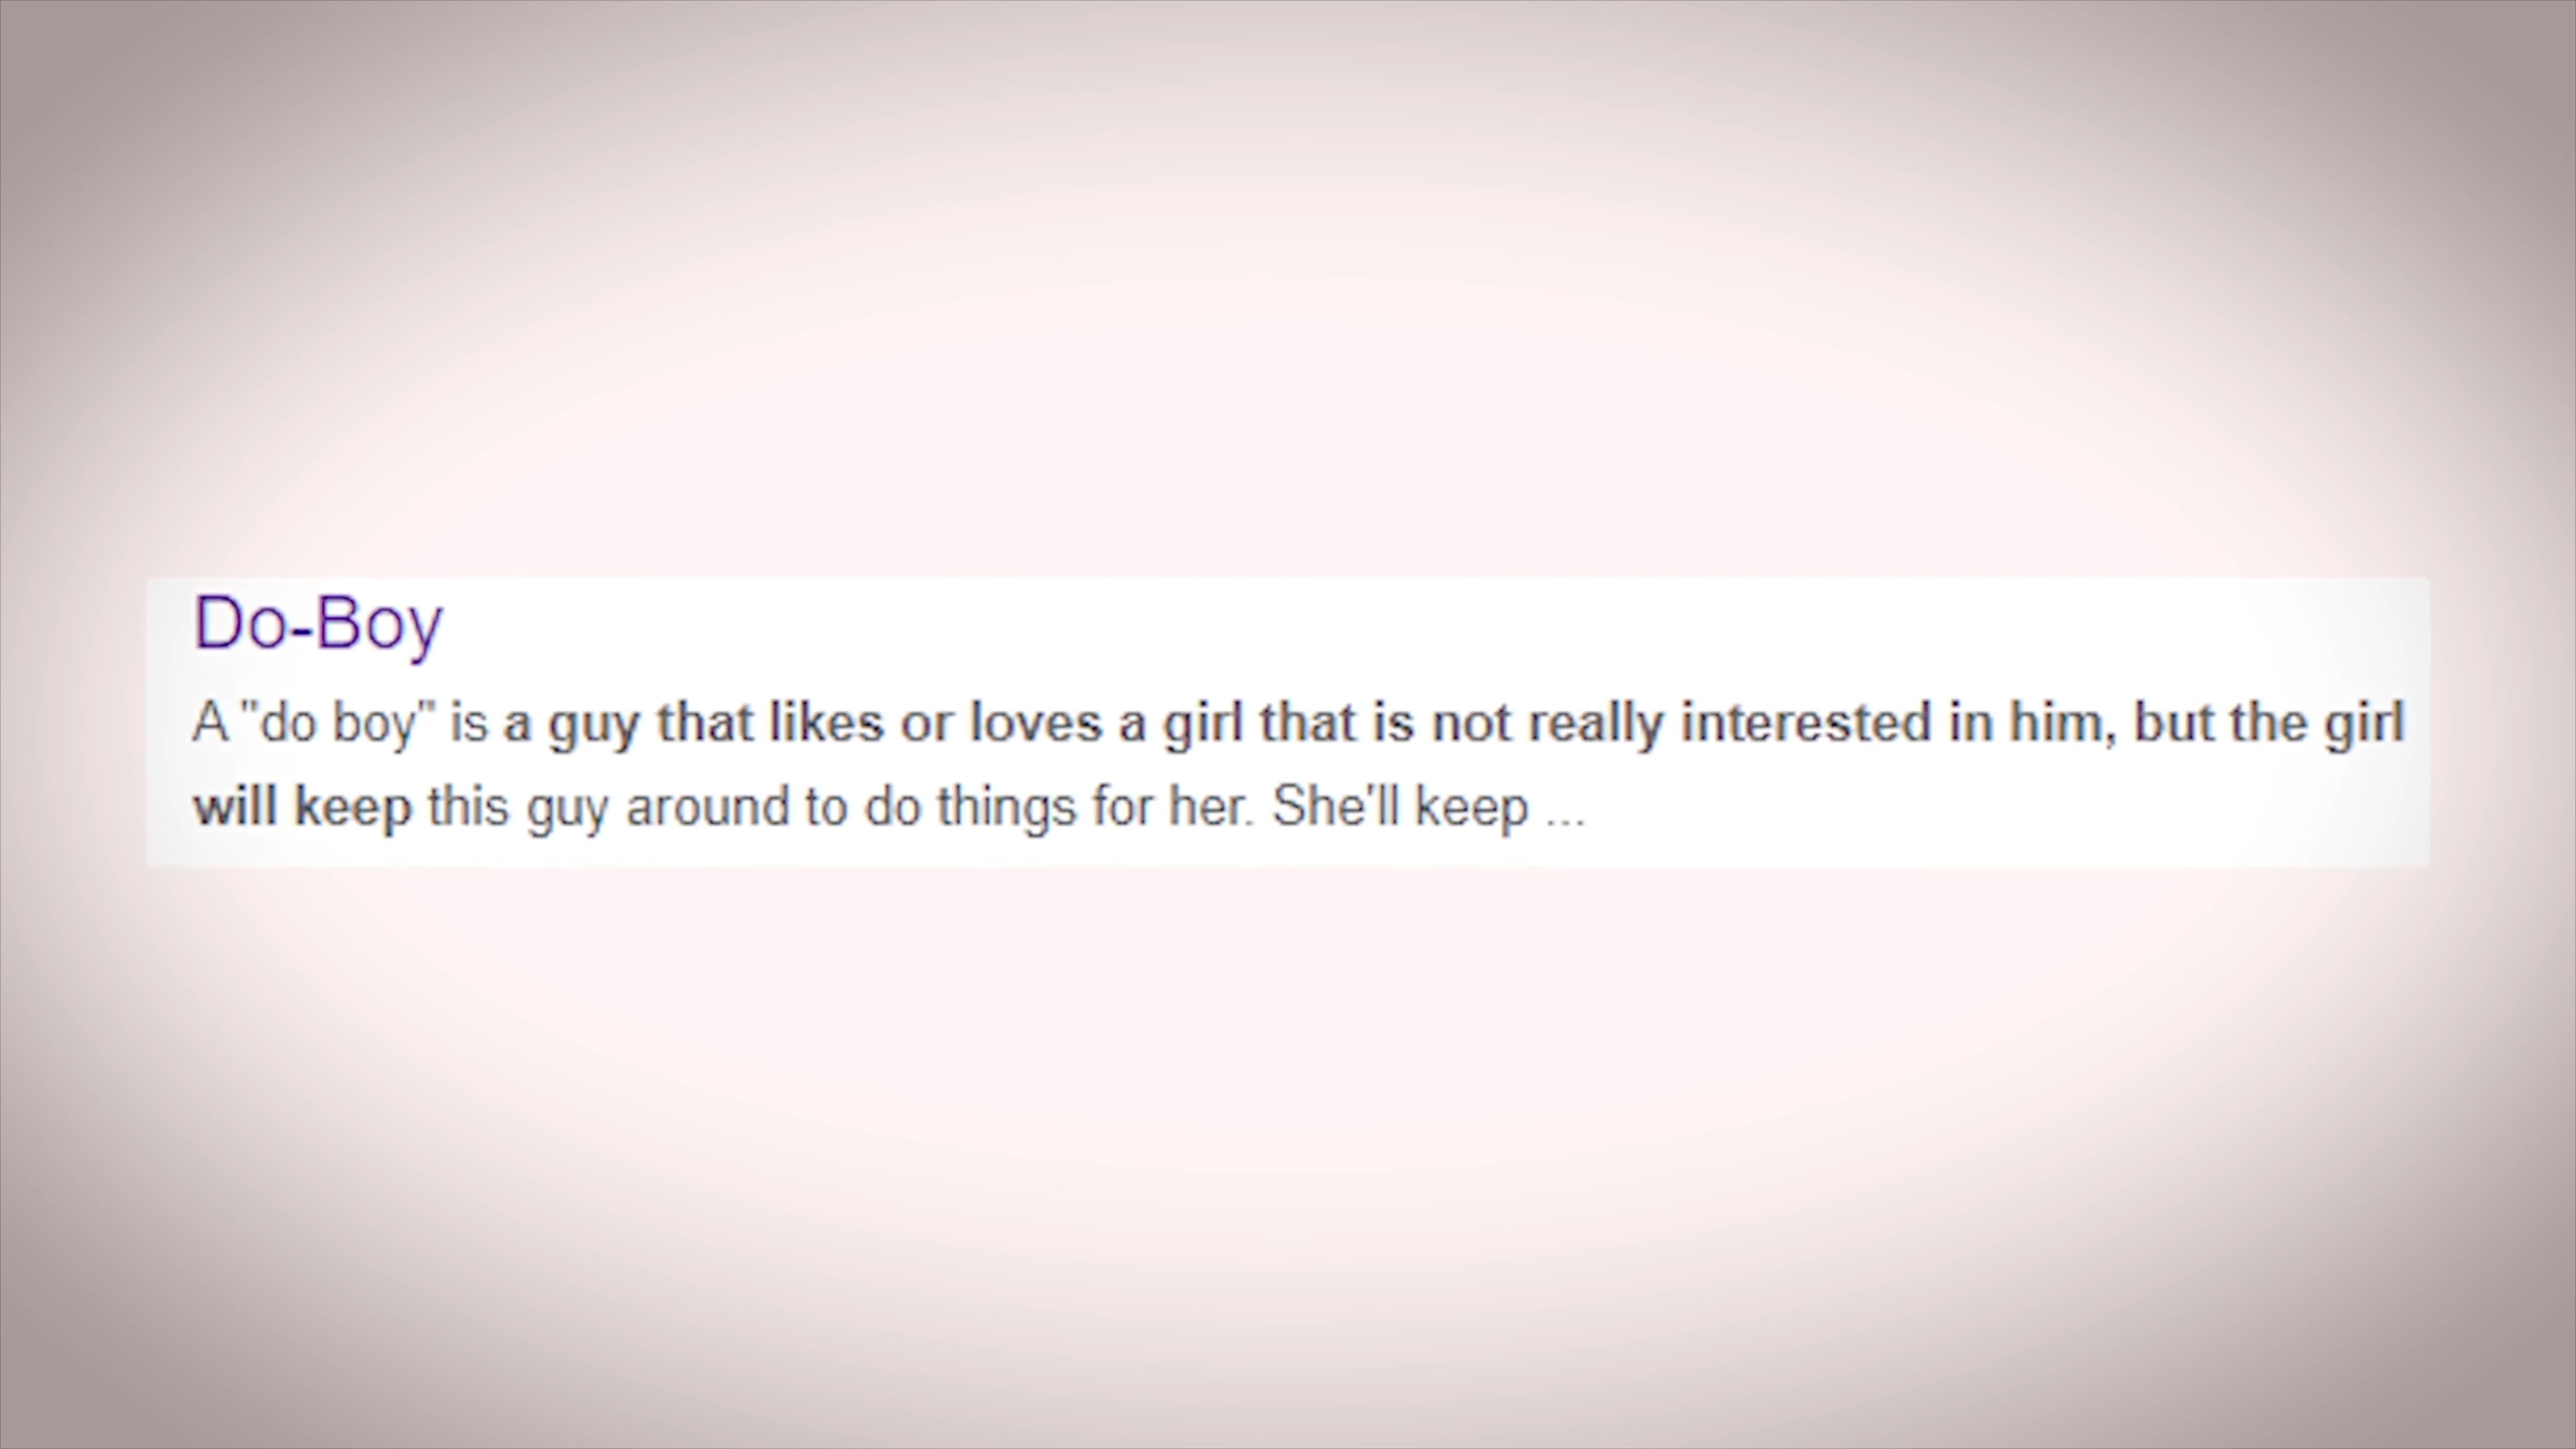 Do-Boy
A "do boy" is a guy that likes or loves a girl that is not really interested in him, but the girl
will keep this guy around to do things for her. She'll keep ...